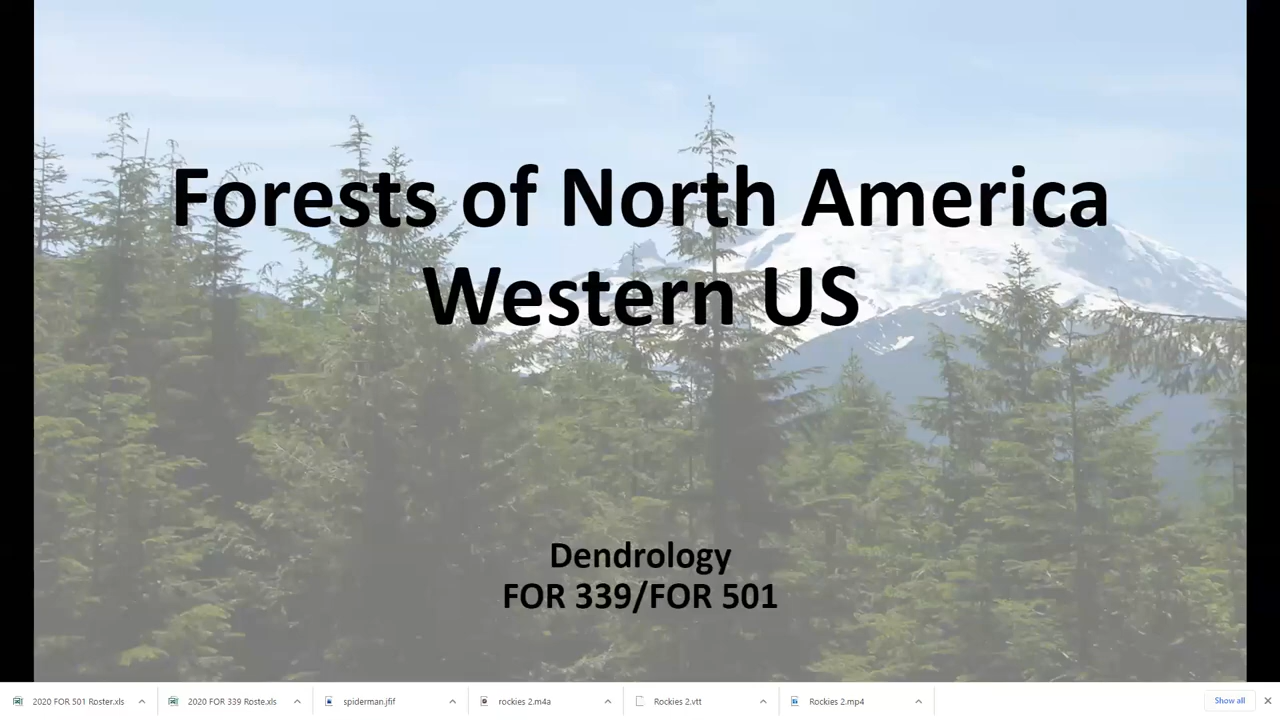 Forests of North America
Western US
Dendrology
FOR 339/FOR 501
2020 FOR 501 Roster.xls
2020 FOR 339 Roste.xls
spiderman.jfif
rockies 2.m4a
Rockies 2.vtt
Rockies 2.mp4
Show all